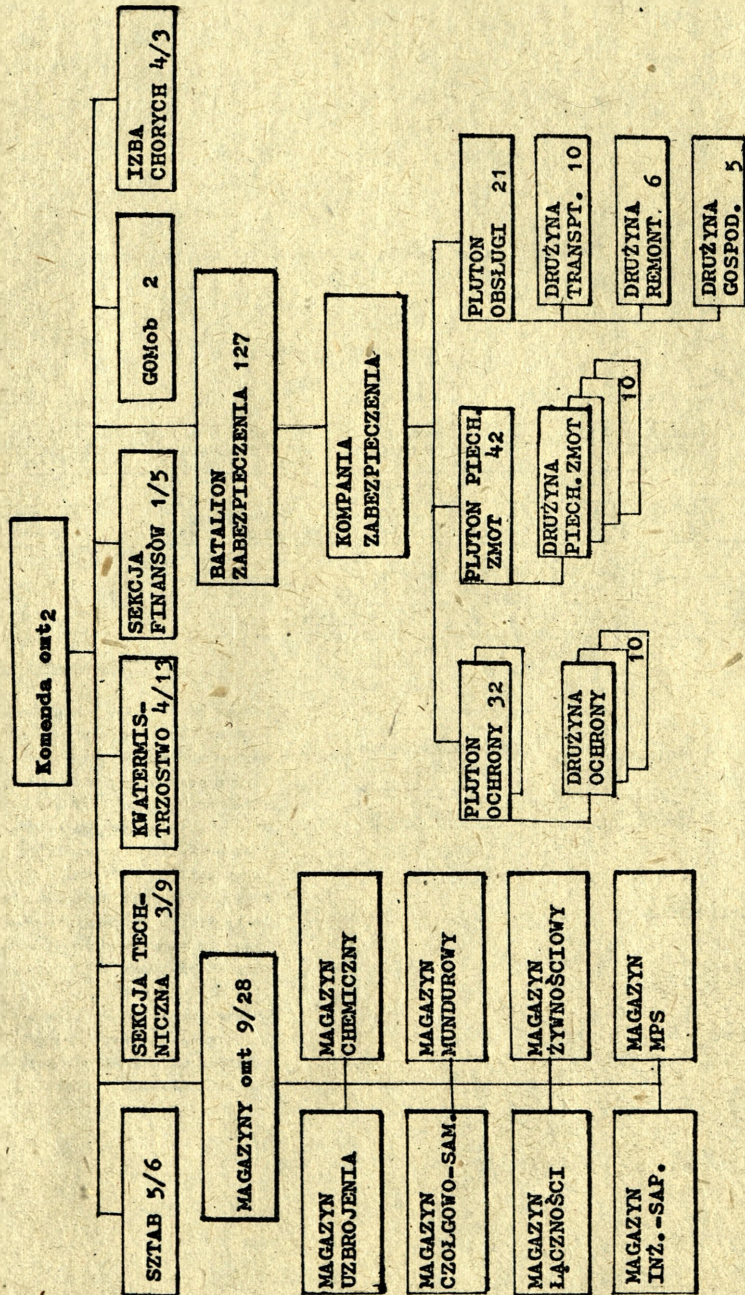 Komenda omt2
SZTAB 5/6
SEKCJA TECH-
NICZNA 3/9
KWATERMIS-
TRZOSTWO 4/13
SEKCJA
FINANSÓW 1/5
GOMob 2
IZBA
CHORYCH 4/3
MAGAZYNY omt 9/28
BATALION
ZABEZPIECZENIA 127
MAGAZYN
UZBROJENIA
MAGAZYN
CHEMICZNY
MAGAZYN
CZOŁGOWO-SAM.
MAGAZYN
MUNDUROWY
MAGAZYN
ŁĄCZNOŚCI
MAGAZYN
ŻYWNOŚCIOWY
MAGAZYN
INŻ.-SAP.
MAGAZYN
MPS
KOMPANIA
ZABEZPIECZENIA
PLUTON
OCHRONY 32
DRUŻYNA
OCHRONY
10
PLUTON PIECH.
ZMOT 42
DRUŻYNA
PIECH.ZMOT
10
PLUTON
OBSŁUGI 21
DRUŻYNA
TRANSPT. 10
DRUŻYNA
REMONT. 6
DRUŻYNA
GOSPOD. 5